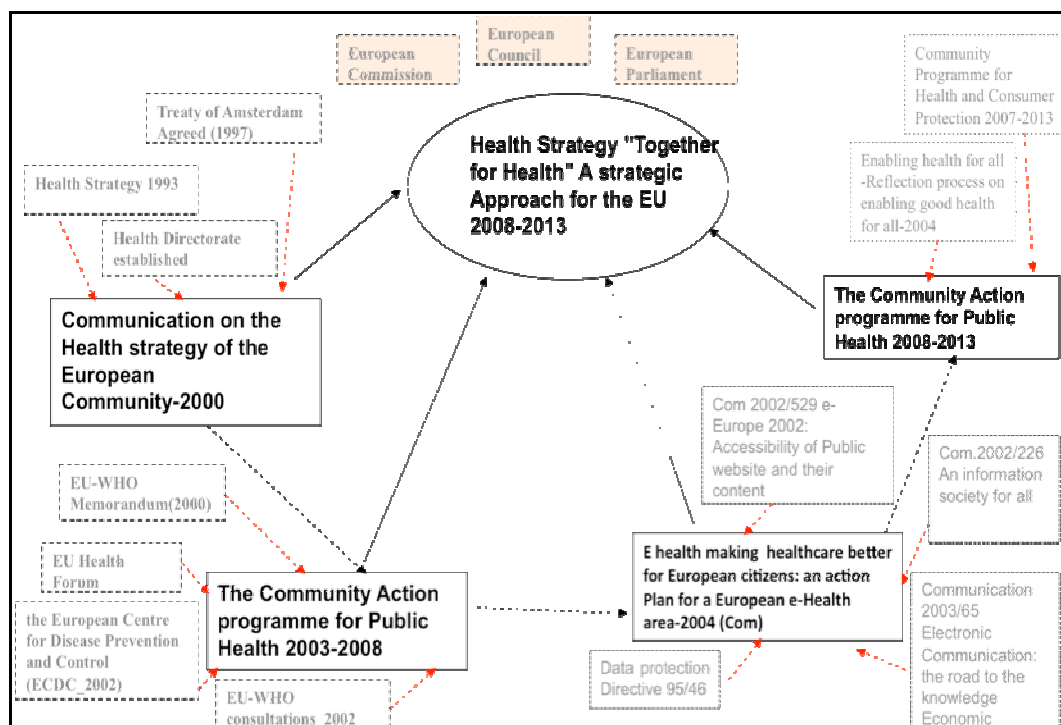 European
Commission
European
Council
European
Parliament
Community
Programme for
Health and Consumer
Protection 2007-2013
Treaty of Amsterdam
Agreed (1997)
Health Strategy "Together
for Health" A strategic
Approach for the EU
2008-2013
Enabling health for all
-Reflection process on
enabling good health
for all-2004
Health Strategy 1993
Health Directorate
established
Communication on the
Health strategy of the
European
Community-2000
The Community Action
programme for Public
Health 2008-2013
Com 2002/529 e-
Europe 2002:
Accessibility of Public
website and their
content
Com.2002/226
An information
society for all
EU-WHO
Memorandum(2000)
EU Health
Forum
the European Centre
for Disease Prevention
and Control
(ECDC_2002)
The Community Action
programme for Public
Health 2003-2008
E health making healthcare better
for European citizens: an action
Plan for a European e-Health
area-2004 (Com)
Communication
2003/65
Electronic
Communication:
the road to the
knowledge
Economic
Data protection
Directive 95/46
EU-WHO
consultations 2002